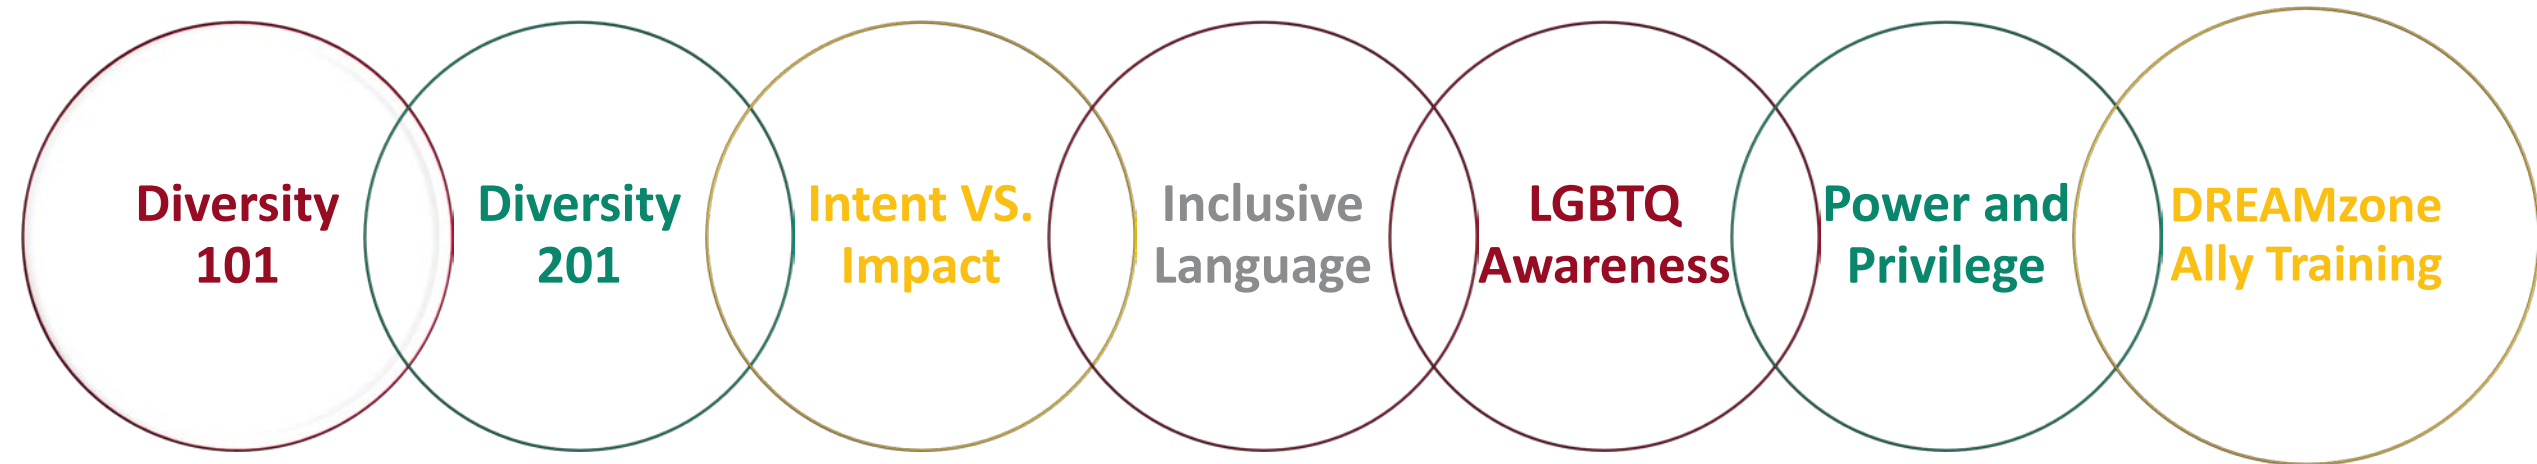 Diversity
101
Diversity
201
Intent VS.
Impact
Inclusive
Language
LGBTQ
Awareness
Power and
Privilege
DREAMzone
Ally Training